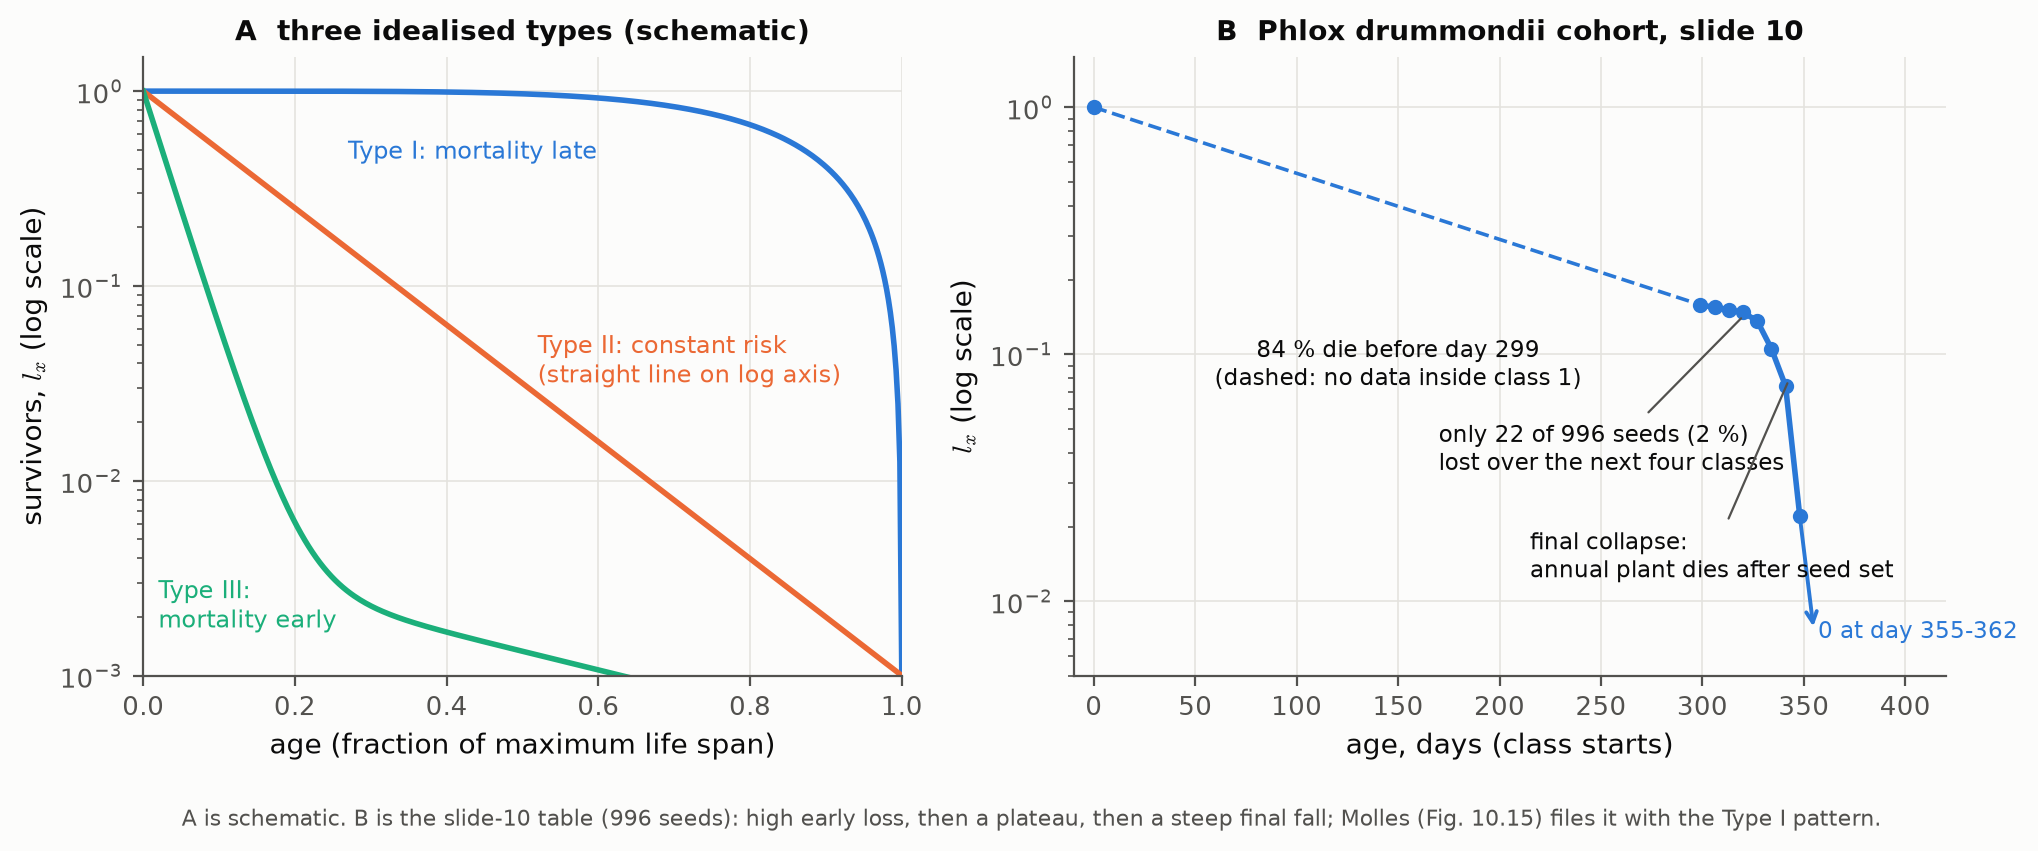 A  three idealised types (schematic)
survivors, lₓ (log scale)
10⁰
10⁻¹
10⁻²
10⁻³
Type I: mortality late
Type II: constant risk
(straight line on log axis)
Type III:
mortality early
0.0 0.2 0.4 0.6 0.8 1.0
age (fraction of maximum life span)
B  Phlox drummondii cohort, slide 10
lₓ (log scale)
10⁰
10⁻¹
10⁻²
84 % die before day 299
(dashed: no data inside class 1)
only 22 of 996 seeds (2 %)
lost over the next four classes
final collapse:
annual plant dies after seed set
0 at day 355-362
0 50 100 150 200 250 300 350 400
age, days (class starts)
A is schematic. B is the slide-10 table (996 seeds): high early loss, then a plateau, then a steep final fall; Molles (Fig. 10.15) files it with the Type I pattern.